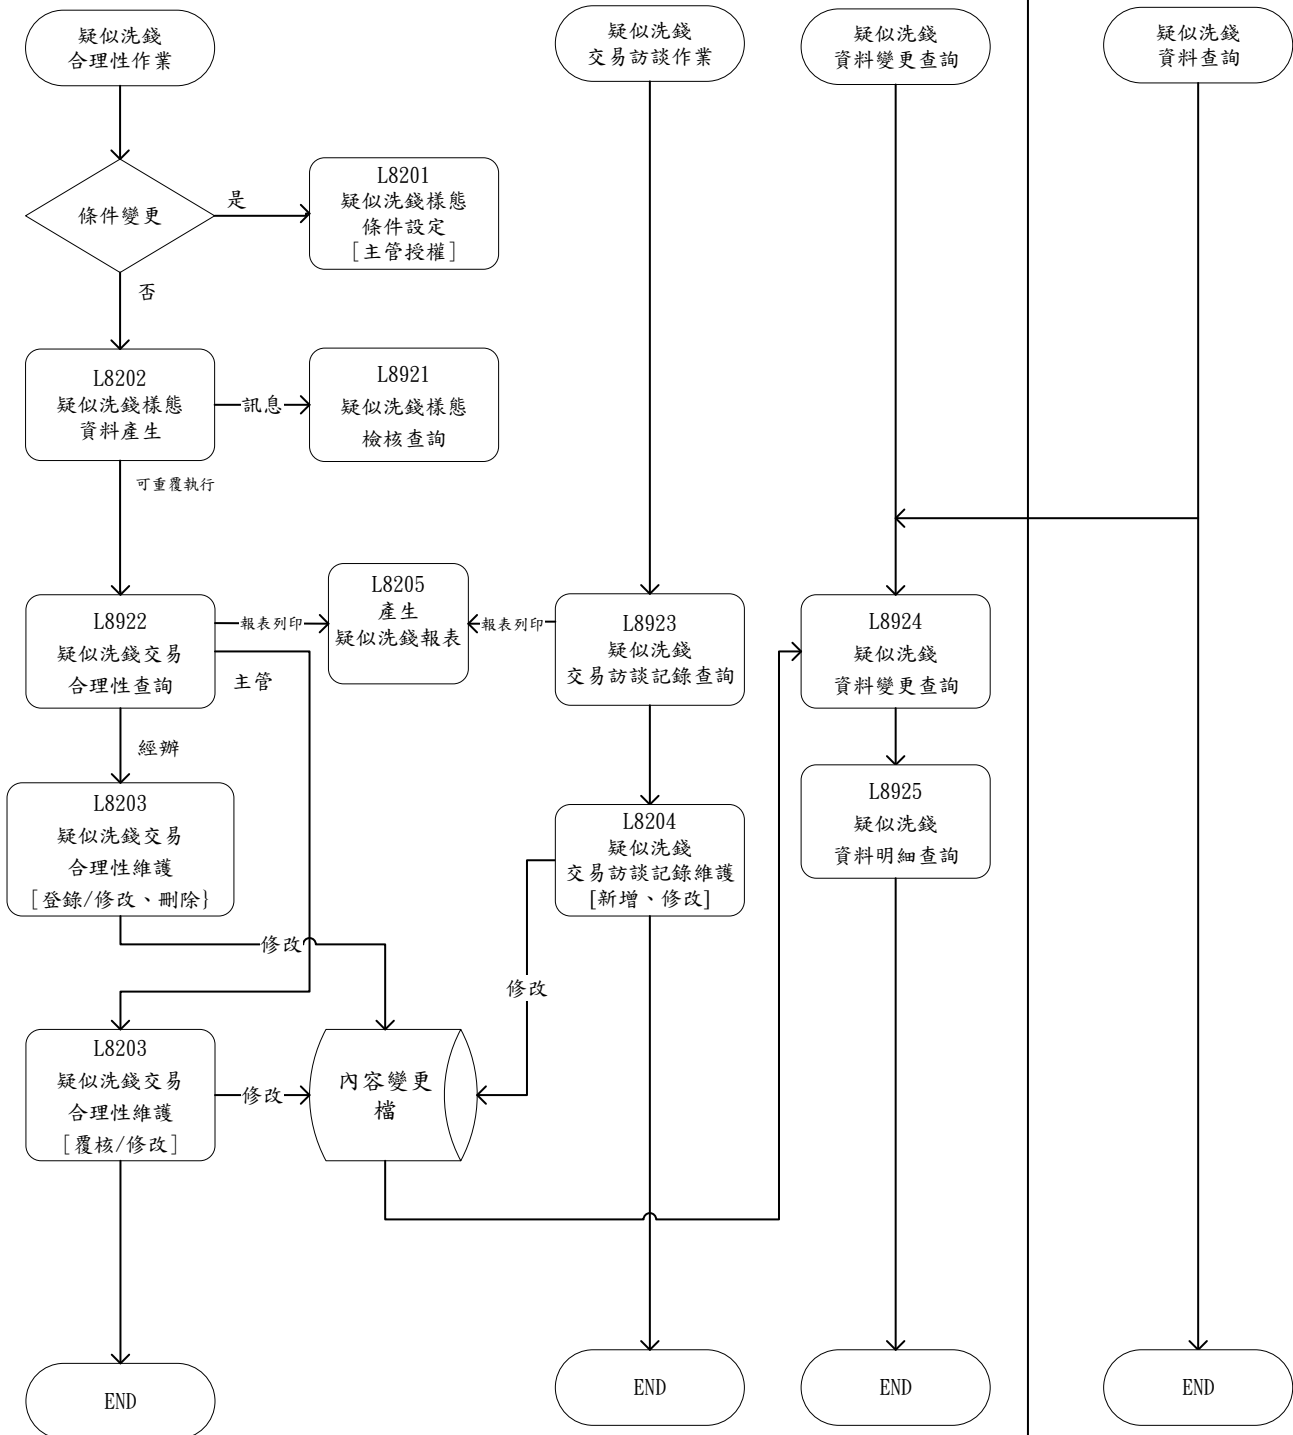 疑似洗錢
合理性作業
疑似洗錢
交易訪談作業
疑似洗錢
資料變更查詢
疑似洗錢
資料查詢
條件變更
是
L8201
疑似洗錢樣態
條件設定
[主管授權]
否
L8202
疑似洗錢樣態
資料產生
訊息
L8921
疑似洗錢樣態
檢核查詢
可重覆執行
L8922
疑似洗錢交易
合理性查詢
報表列印
L8205
產生
疑似洗錢報表
報表列印
L8923
疑似洗錢
交易訪談記錄查詢
L8924
疑似洗錢
資料變更查詢
主管
經辦
L8203
疑似洗錢交易
合理性維護
[登錄/修改、刪除}
L8204
疑似洗錢
交易訪談記錄維護
[新增、修改]
L8925
疑似洗錢
資料明細查詢
修改
修改
L8203
疑似洗錢交易
合理性維護
[覆核/修改]
修改
內容變更
檔
END
END
END
END